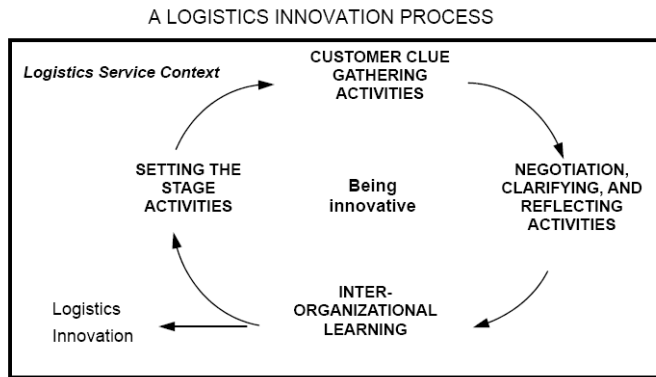 A LOGISTICS INNOVATION PROCESS
Logistics Service Context
CUSTOMER CLUE
GATHERING
ACTIVITIES
SETTING THE
STAGE
ACTIVITIES
Being
innovative
NEGOTIATION,
CLARIFYING, AND
REFLECTING
ACTIVITIES
INTER-
ORGANIZATIONAL
LEARNING
Logistics
Innovation